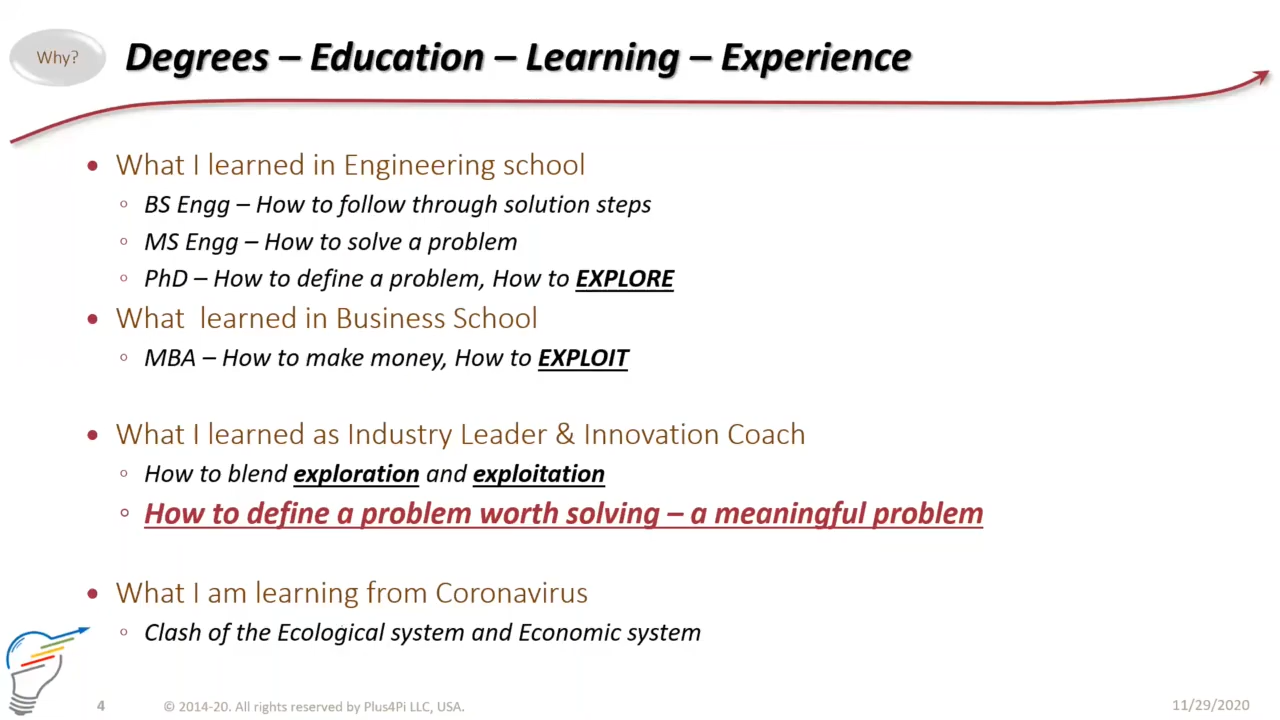 Why?
Degrees – Education – Learning – Experience
What I learned in Engineering school
BS Engg – How to follow through solution steps
MS Engg – How to solve a problem
PhD – How to define a problem, How to EXPLORE
What learned in Business School
MBA – How to make money, How to EXPLOIT
What I learned as Industry Leader & Innovation Coach
How to blend exploration and exploitation
How to define a problem worth solving – a meaningful problem
What I am learning from Coronavirus
Clash of the Ecological system and Economic system
4 © 2014-20. All rights reserved by Plus4Pi LLC, USA. 11/29/2020